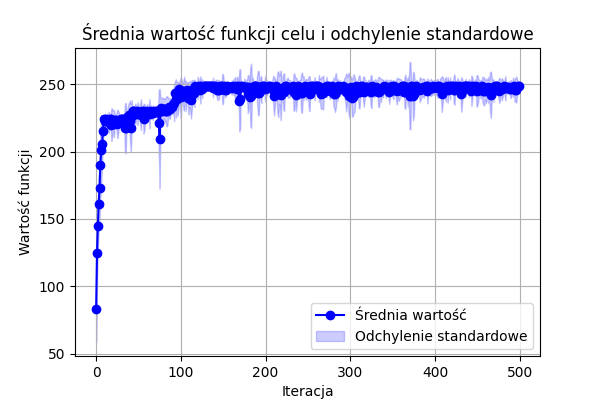 Średnia wartość funkcji celu i odchylenie standardowe
Wartość funkcji
250
200
150
100
50
Średnia wartość
Odchylenie standardowe
0 100 200 300 400 500
Iteracja